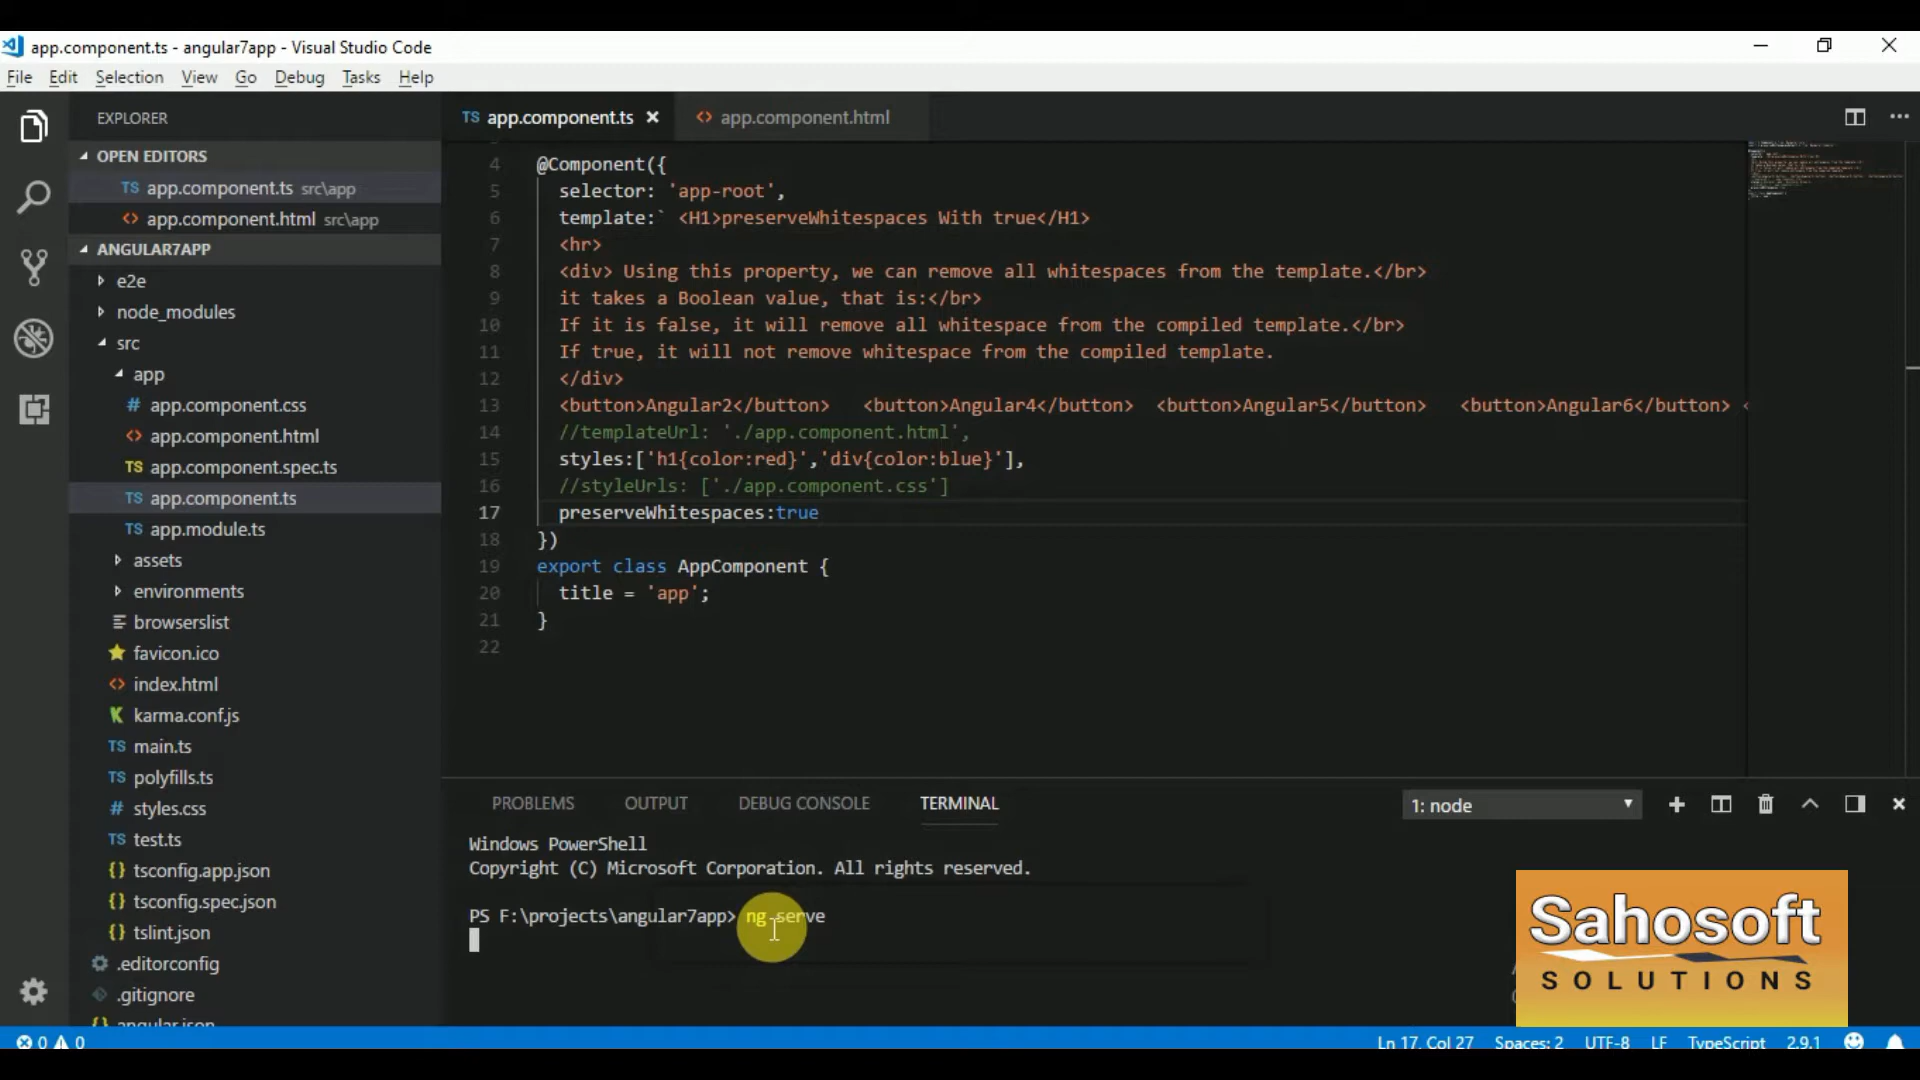 app.component.ts - angular7app - Visual Studio Code
File Edit Selection View Go Debug Tasks Help
EXPLORER
OPEN EDITORS
TS app.component.ts src\app
<> app.component.html src\app
ANGULAR7APP
e2e
node_modules
src
app
# app.component.css
<> app.component.html
TS app.component.spec.ts
TS app.component.ts
TS app.module.ts
assets
environments
browserslist
favicon.ico
<> index.html
karma.conf.js
TS main.ts
TS polyfills.ts
# styles.css
TS test.ts
{} tsconfig.app.json
{} tsconfig.spec.json
{} tslint.json
.editorconfig
.gitignore
{} angular.json
TS app.component.ts <> app.component.html
4 @Component({
5 selector: 'app-root',
6 template:` <H1>preserveWhitespaces With true</H1>
7 <hr>
8 <div> Using this property, we can remove all whitespaces from the template.</br>
9 it takes a Boolean value, that is:</br>
10 If it is false, it will remove all whitespace from the compiled template.</br>
11 If true, it will not remove whitespace from the compiled template.
12 </div>
13 <button>Angular2</button>   <button>Angular4</button>  <button>Angular5</button>   <button>Angular6</button> <
14 //templateUrl: './app.component.html',
15 styles:['h1{color:red}','div{color:blue}'],
16 //styleUrls: ['./app.component.css']
17 preserveWhitespaces:true
18 })
19 export class AppComponent {
20 title = 'app';
21 }
22
PROBLEMS OUTPUT DEBUG CONSOLE TERMINAL 1: node
Windows PowerShell
Copyright (C) Microsoft Corporation. All rights reserved.
PS F:\projects\angular7app> ng serve
Sahosoft
SOLUTIONS
0 0 Ln 17, Col 27 Spaces: 2 UTF-8 LF TypeScript 2.9.1